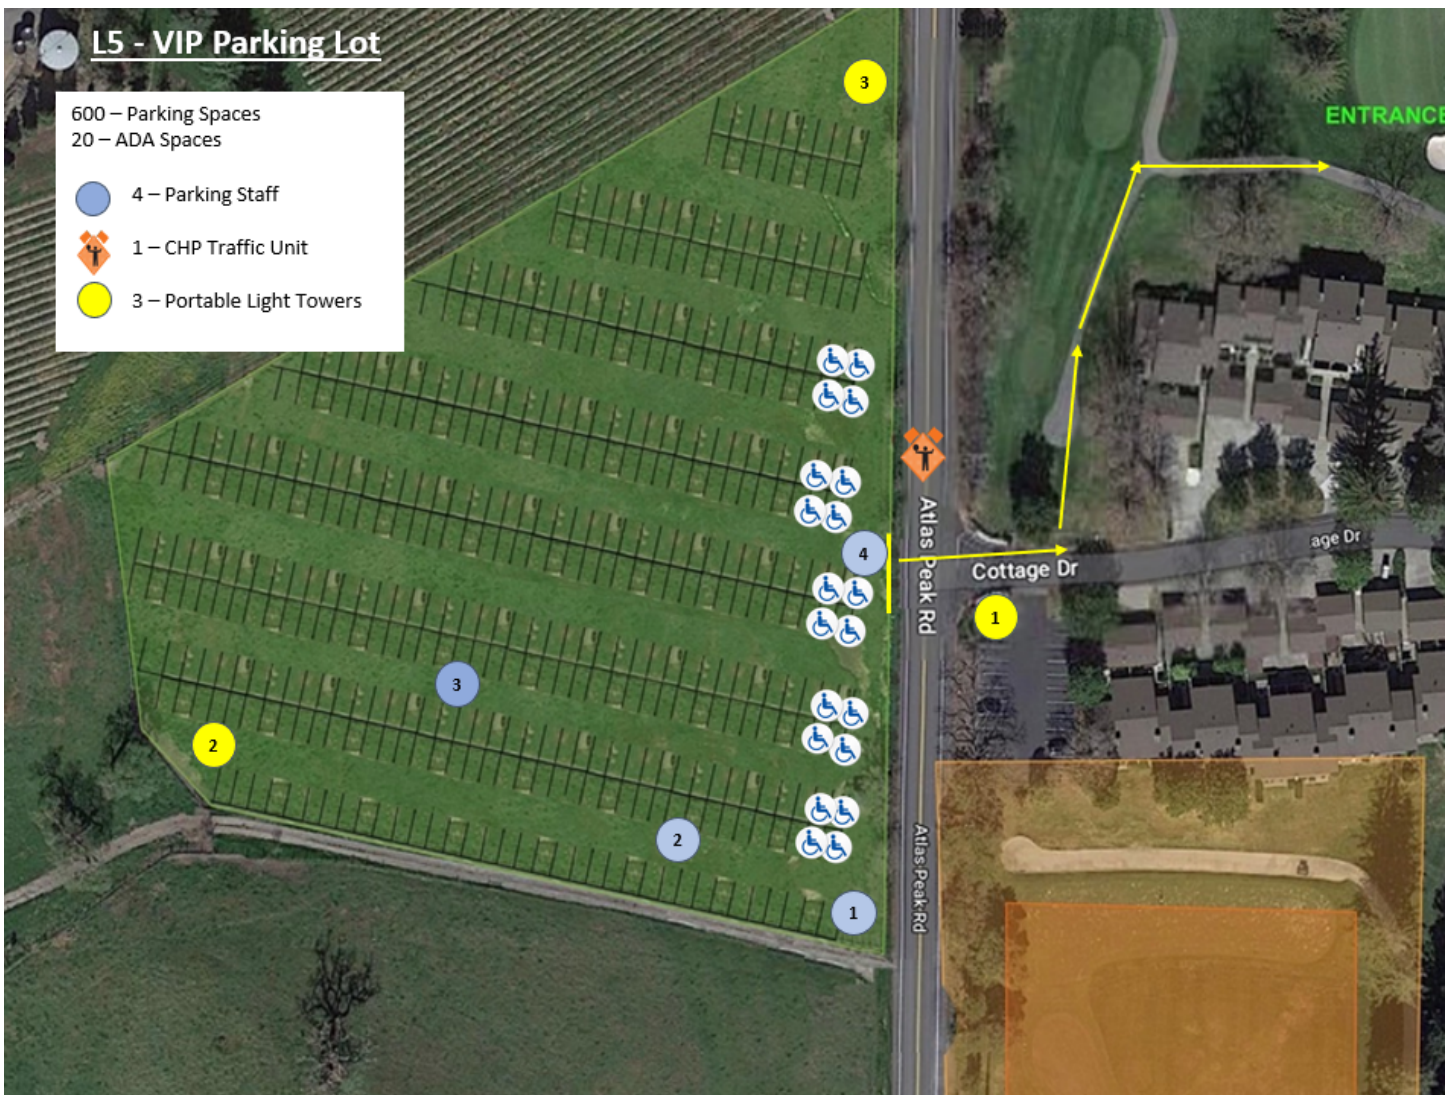 L5 - VIP Parking Lot
600 – Parking Spaces
20 – ADA Spaces
4 – Parking Staff
1 – CHP Traffic Unit
3 – Portable Light Towers
3
ENTRANCE
Atlas Peak Rd
4
Cottage Dr
age Dr
1
3
2
2
1
Atlas Peak Rd